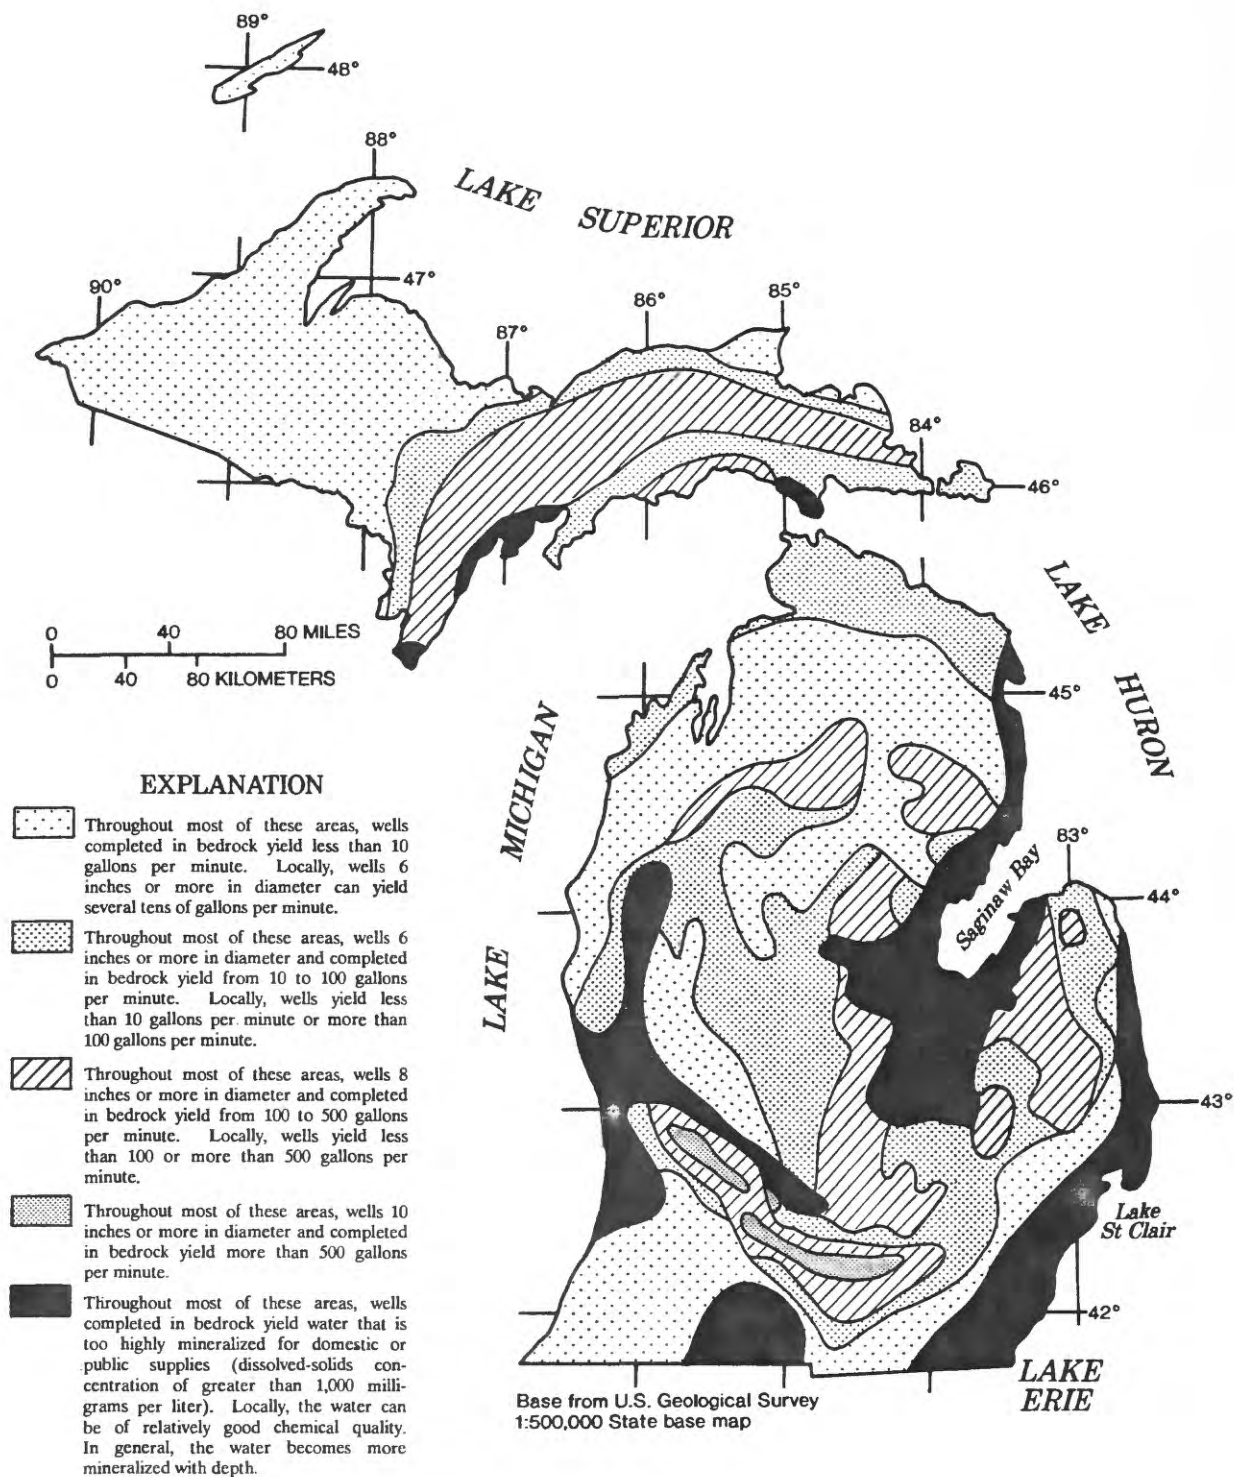 89°
48°
88°
LAKE SUPERIOR
47°
90°
86°
85°
87°
84°
46°
0 40 80 MILES
0 40 80 KILOMETERS
LAKE HURON
45°
LAKE MICHIGAN
83°
44°
Saginaw Bay
43°
Lake
St Clair
42°
LAKE
ERIE
EXPLANATION
Throughout most of these areas, wells
completed in bedrock yield less than 10
gallons per minute. Locally, wells 6
inches or more in diameter can yield
several tens of gallons per minute.
Throughout most of these areas, wells 6
inches or more in diameter and completed
in bedrock yield from 10 to 100 gallons
per minute. Locally, wells yield less
than 10 gallons per minute or more than
100 gallons per minute.
Throughout most of these areas, wells 8
inches or more in diameter and completed
in bedrock yield from 100 to 500 gallons
per minute. Locally, wells yield less
than 100 or more than 500 gallons per
minute.
Throughout most of these areas, wells 10
inches or more in diameter and completed
in bedrock yield more than 500 gallons
per minute.
Throughout most of these areas, wells
completed in bedrock yield water that is
too highly mineralized for domestic or
public supplies (dissolved-solids con-
centration of greater than 1,000 milli-
grams per liter). Locally, the water can
be of relatively good chemical quality.
In general, the water becomes more
mineralized with depth.
Base from U.S. Geological Survey
1:500,000 State base map